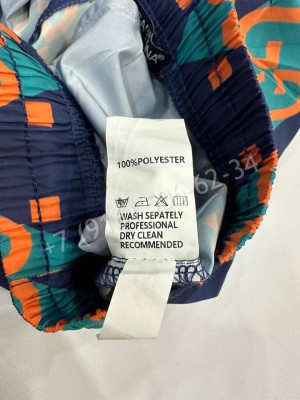 100%POLYESTER
WASH SEPATELY
PROFESSIONAL
DRY CLEAN
RECOMMENDED